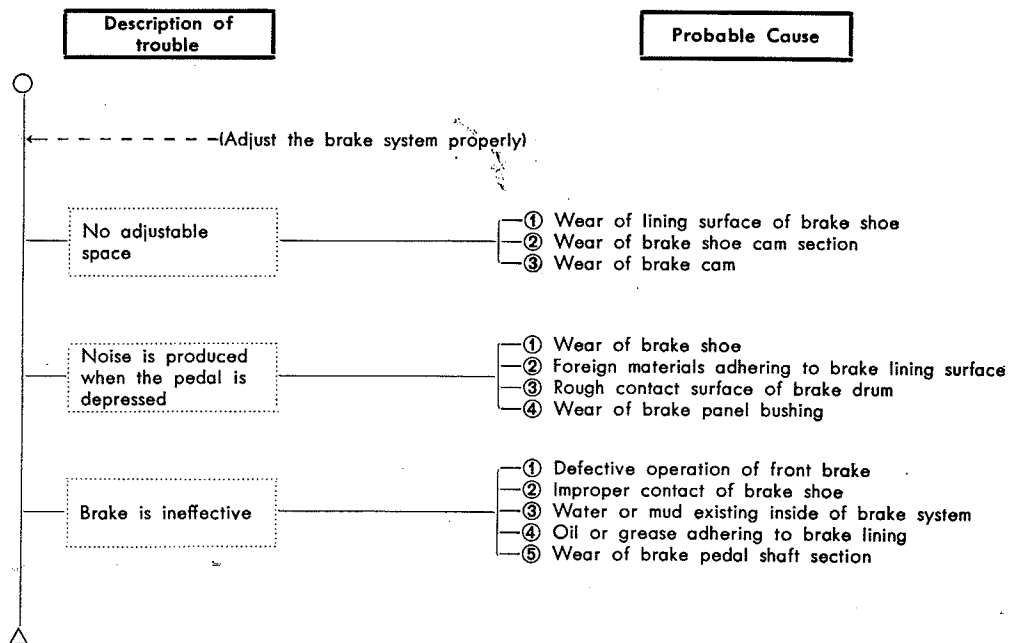 Description of
trouble
Probable Cause
(Adjust the brake system properly)
No adjustable
space
① Wear of lining surface of brake shoe
② Wear of brake shoe cam section
③ Wear of brake cam
Noise is produced
when the pedal is
depressed
① Wear of brake shoe
② Foreign materials adhering to brake lining surface
③ Rough contact surface of brake drum
④ Wear of brake panel bushing
Brake is ineffective
① Defective operation of front brake
② Improper contact of brake shoe
③ Water or mud existing inside of brake system
④ Oil or grease adhering to brake lining
⑤ Wear of brake pedal shaft section